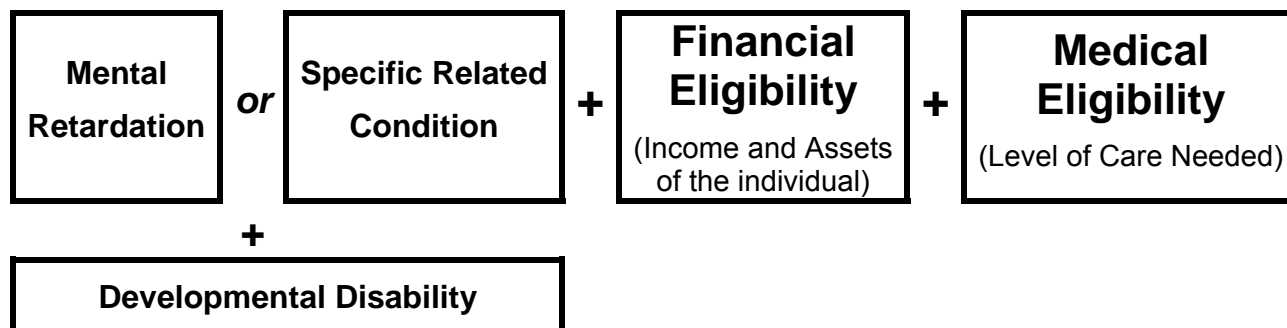 Mental
Retardation
or
Specific Related
Condition
+
Financial
Eligibility
(Income and Assets
of the individual)
+
Medical
Eligibility
(Level of Care Needed)
+
Developmental Disability